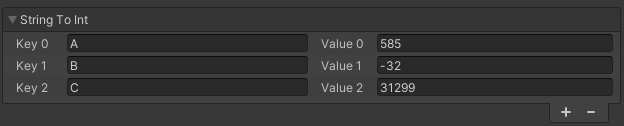 String To Int
Key 0 A Value 0 585
Key 1 B Value 1 -32
Key 2 C Value 2 31299
+ -